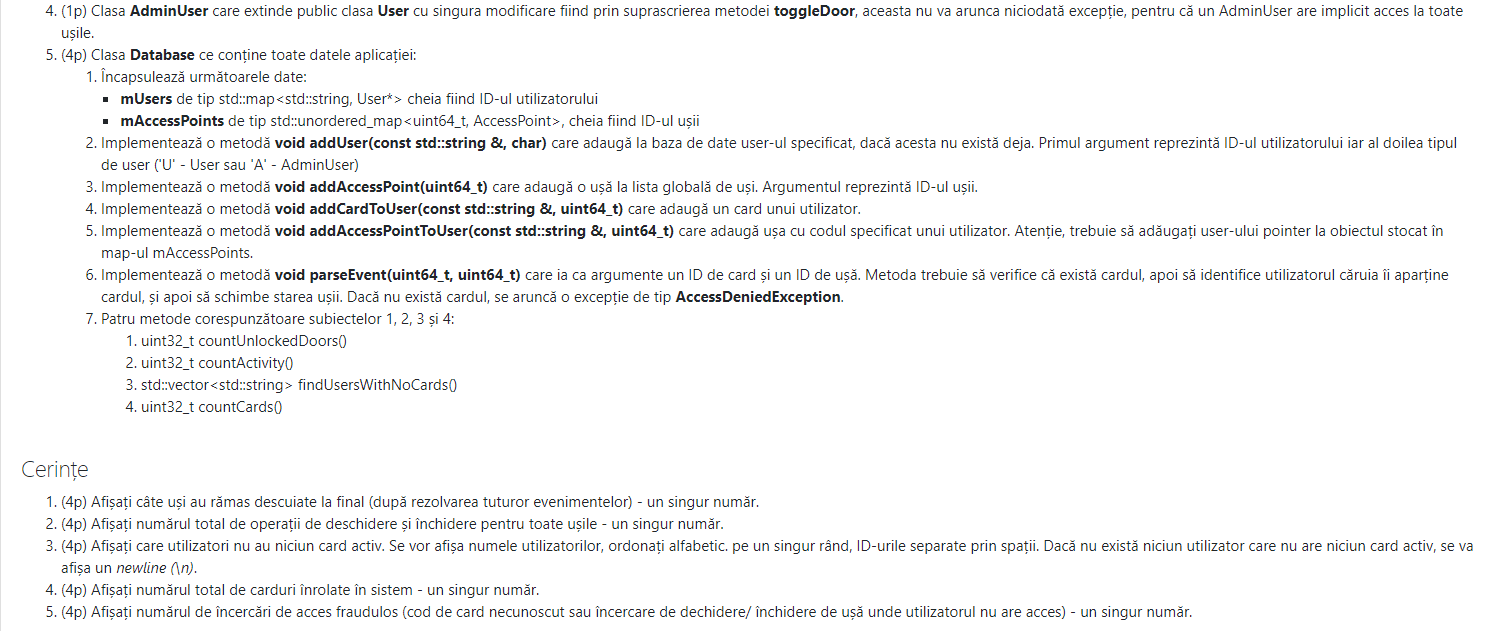 4. (1p) Clasa AdminUser care extinde public clasa User cu singura modificare fiind prin suprascrierea metodei toggleDoor, aceasta nu va arunca niciodată excepție, pentru că un AdminUser are implicit acces la toate
ușile.
5. (4p) Clasa Database ce conține toate datele aplicației:
1. Încapsulează următoarele date:
▪ mUsers de tip std::map<std::string, User*> cheia fiind ID-ul utilizatorului
▪ mAccessPoints de tip std::unordered_map<uint64_t, AccessPoint>, cheia fiind ID-ul ușii
2. Implementează o metodă void addUser(const std::string &, char) care adaugă la baza de date user-ul specificat, dacă acesta nu există deja. Primul argument reprezintă ID-ul utilizatorului iar al doilea tipul
de user ('U' - User sau 'A' - AdminUser)
3. Implementează o metodă void addAccessPoint(uint64_t) care adaugă o ușă la lista globală de uși. Argumentul reprezintă ID-ul ușii.
4. Implementează o metodă void addCardToUser(const std::string &, uint64_t) care adaugă un card unui utilizator.
5. Implementează o metodă void addAccessPointToUser(const std::string &, uint64_t) care adaugă ușa cu codul specificat unui utilizator. Atenție, trebuie să adăugați user-ului pointer la obiectul stocat în
map-ul mAccessPoints.
6. Implementează o metodă void parseEvent(uint64_t, uint64_t) care ia ca argumente un ID de card și un ID de ușă. Metoda trebuie să verifice că există cardul, apoi să identifice utilizatorul căruia îi aparține
cardul, și apoi să schimbe starea ușii. Dacă nu există cardul, se aruncă o excepție de tip AccessDeniedException.
7. Patru metode corespunzătoare subiectelor 1, 2, 3 și 4:
1. uint32_t countUnlockedDoors()
2. uint32_t countActivity()
3. std::vector<std::string> findUsersWithNoCards()
4. uint32_t countCards()
Cerințe
1. (4p) Afișați câte uși au rămas descuiate la final (după rezolvarea tuturor evenimentelor) - un singur număr.
2. (4p) Afișați numărul total de operații de deschidere și închidere pentru toate ușile - un singur număr.
3. (4p) Afișați care utilizatori nu au niciun card activ. Se vor afișa numele utilizatorilor, ordonați alfabetic. pe un singur rând, ID-urile separate prin spații. Dacă nu există niciun utilizator care nu are niciun card activ, se va
afișa un newline (\n).
4. (4p) Afișați numărul total de carduri înrolate în sistem - un singur număr.
5. (4p) Afișați numărul de încercări de acces fraudulos (cod de card necunoscut sau încercare de dechidere/ închidere de ușă unde utilizatorul nu are acces) - un singur număr.